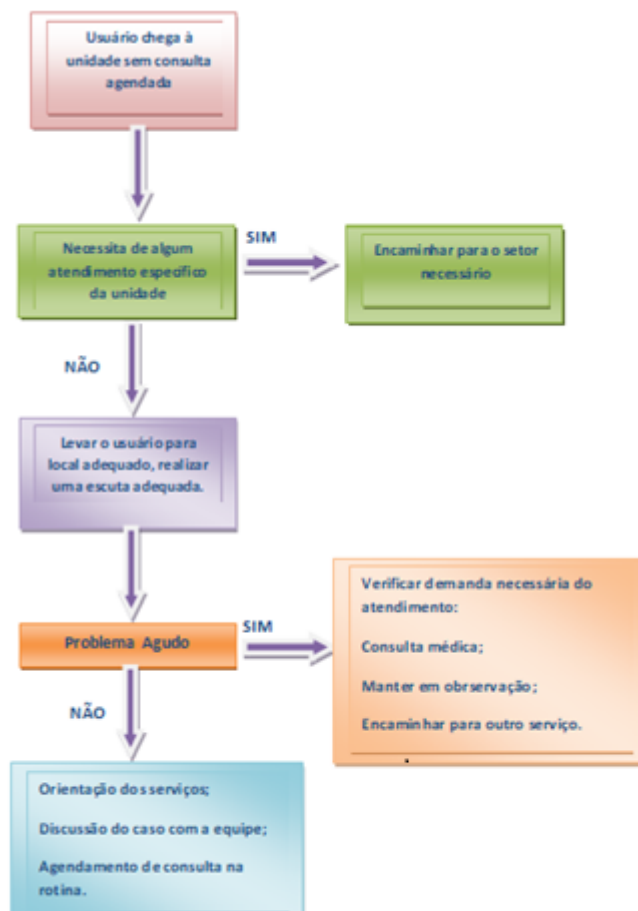 Usuário chega à
unidade sem consulta
agendada
Necessita de algum
atendimento específico
da unidade
SIM
Encaminhar para o setor
necessário
NÃO
Levar o usuário para
local adequado, realizar
uma escuta adequada.
Problema Agudo
SIM
Verificar demanda necessária do
atendimento:
Consulta médica;
Manter em obrservação;
Encaminhar para outro serviço.
NÃO
Orientação dos serviços;
Discussão do caso com a equipe;
Agendamento de consulta na
rotina.